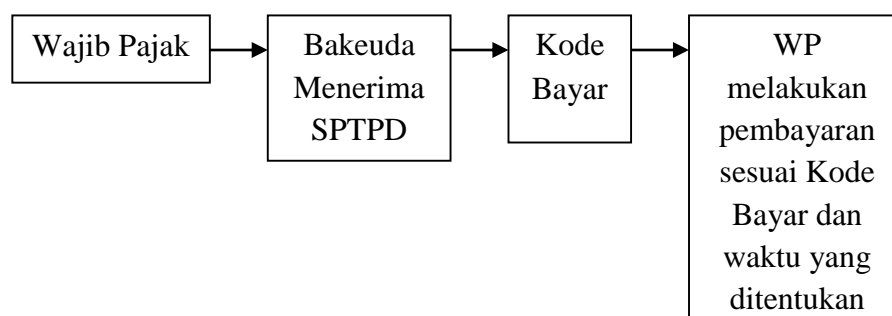 Wajib Pajak
Bakeuda
Menerima
SPTPD
Kode
Bayar
WP
melakukan
pembayaran
sesuai Kode
Bayar dan
waktu yang
ditentukan